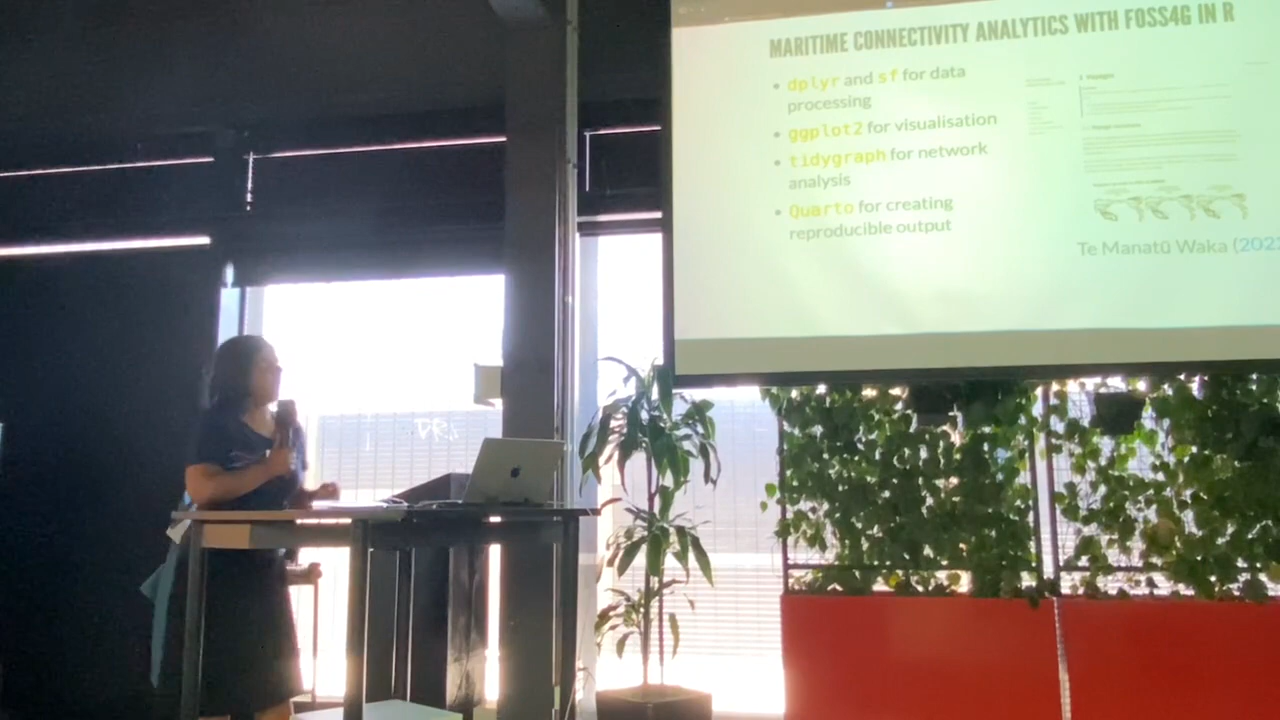 MARITIME CONNECTIVITY ANALYTICS WITH FOSS4G IN R
• dplyr and sf for data
processing
• ggplot2 for visualisation
• tidygraph for network
analysis
• Quarto for creating
reproducible output
Te Manatū Waka (202